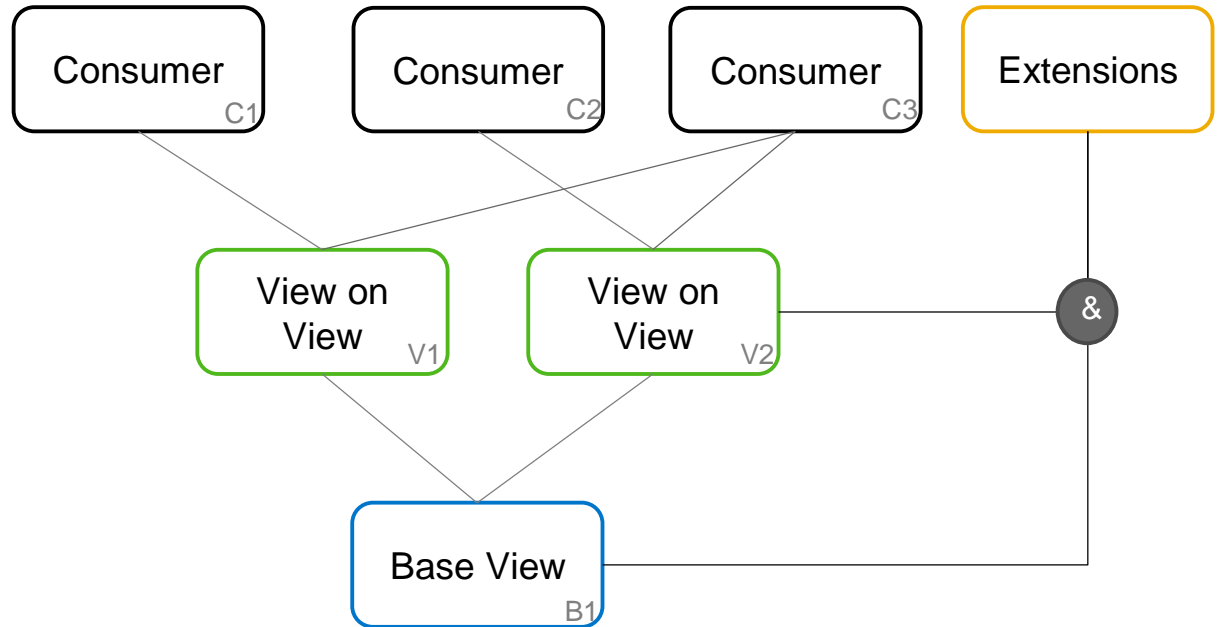 Consumer
C1
Consumer
C2
Consumer
C3
Extensions
View on
View
V1
View on
View
V2
&
Base View
B1